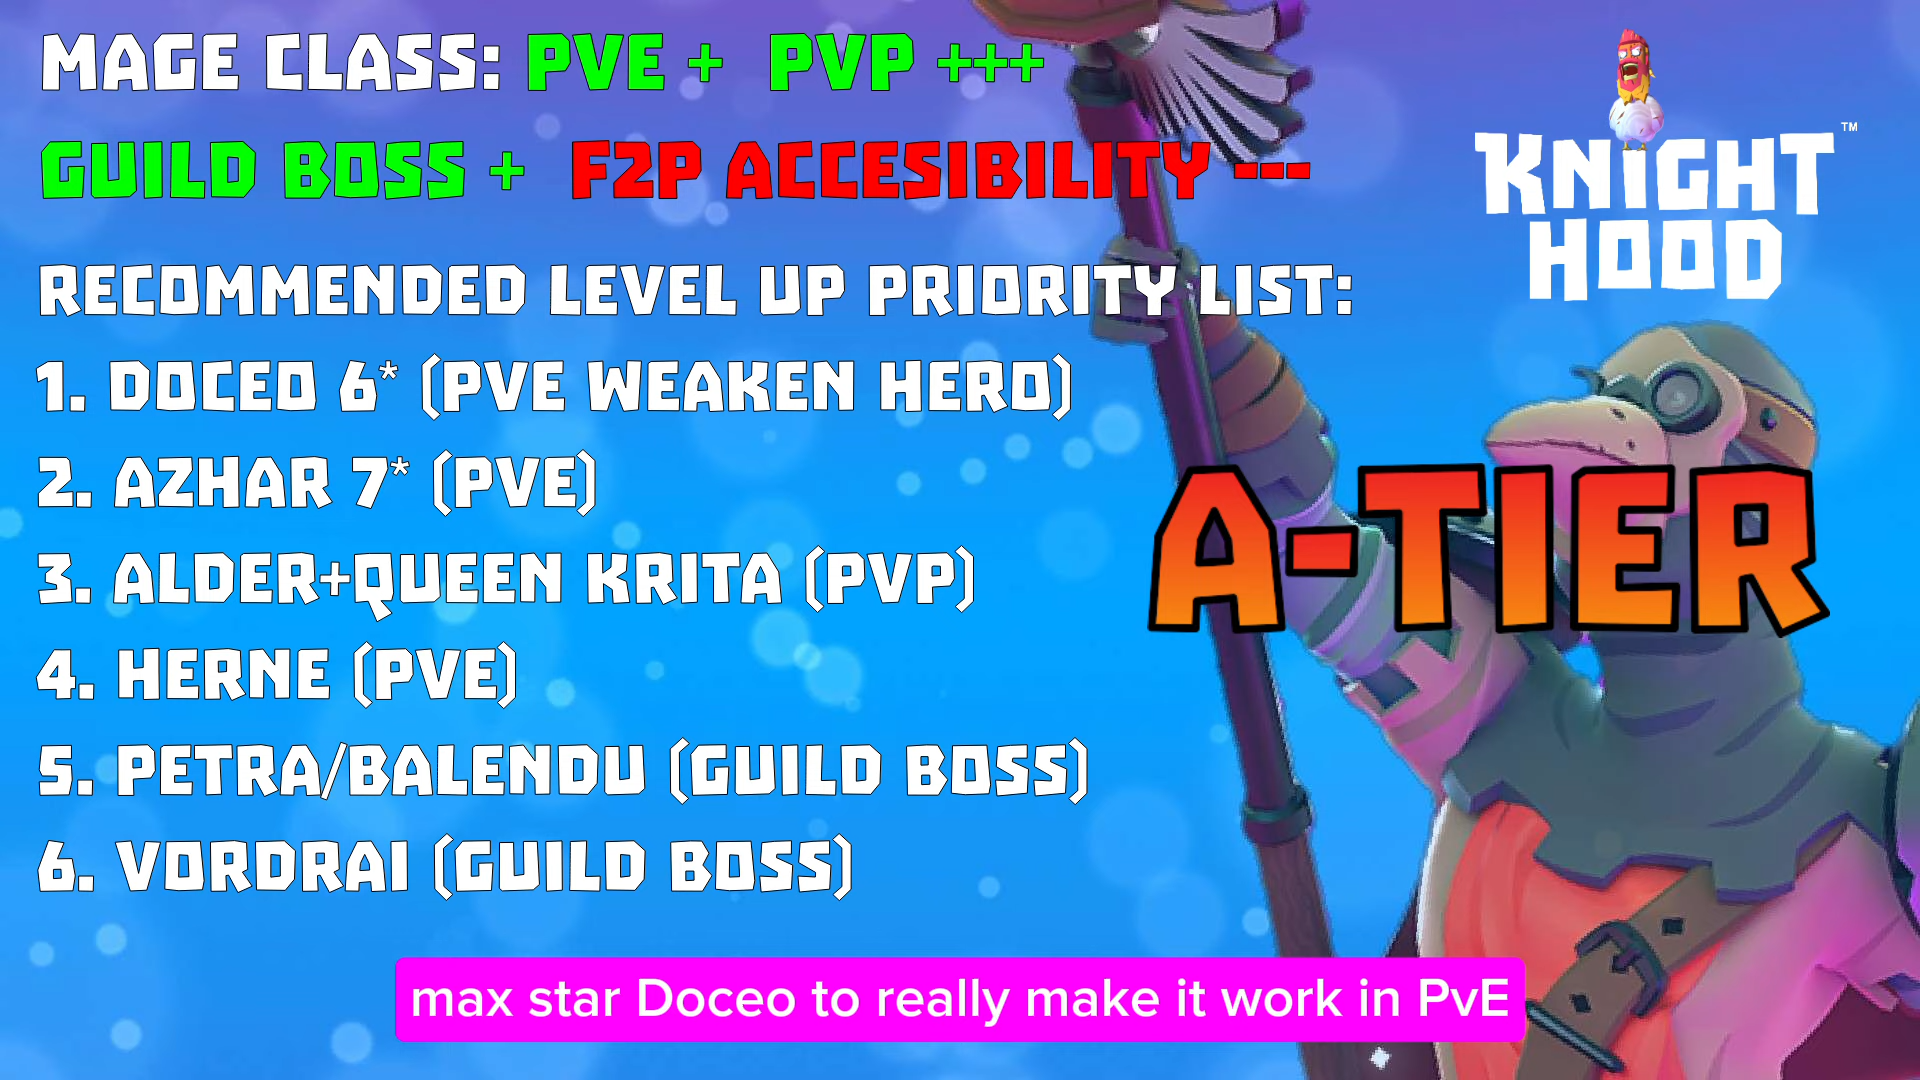 MAGE CLASS: PVE + PVP +++
GUILD BOSS + F2P ACCESIBILITY ---
KNIGHT
HOOD
TM
RECOMMENDED LEVEL UP PRIORITY LIST:
1. DOCEO 6* (PVE WEAKEN HERO)
2. AZHAR 7* (PVE)
3. ALDER+QUEEN KRITA (PVP)
A-TIER
4. HERNE (PVE)
5. PETRA/BALENDU (GUILD BOSS)
6. VORDRAI (GUILD BOSS)
max star Doceo to really make it work in PvE